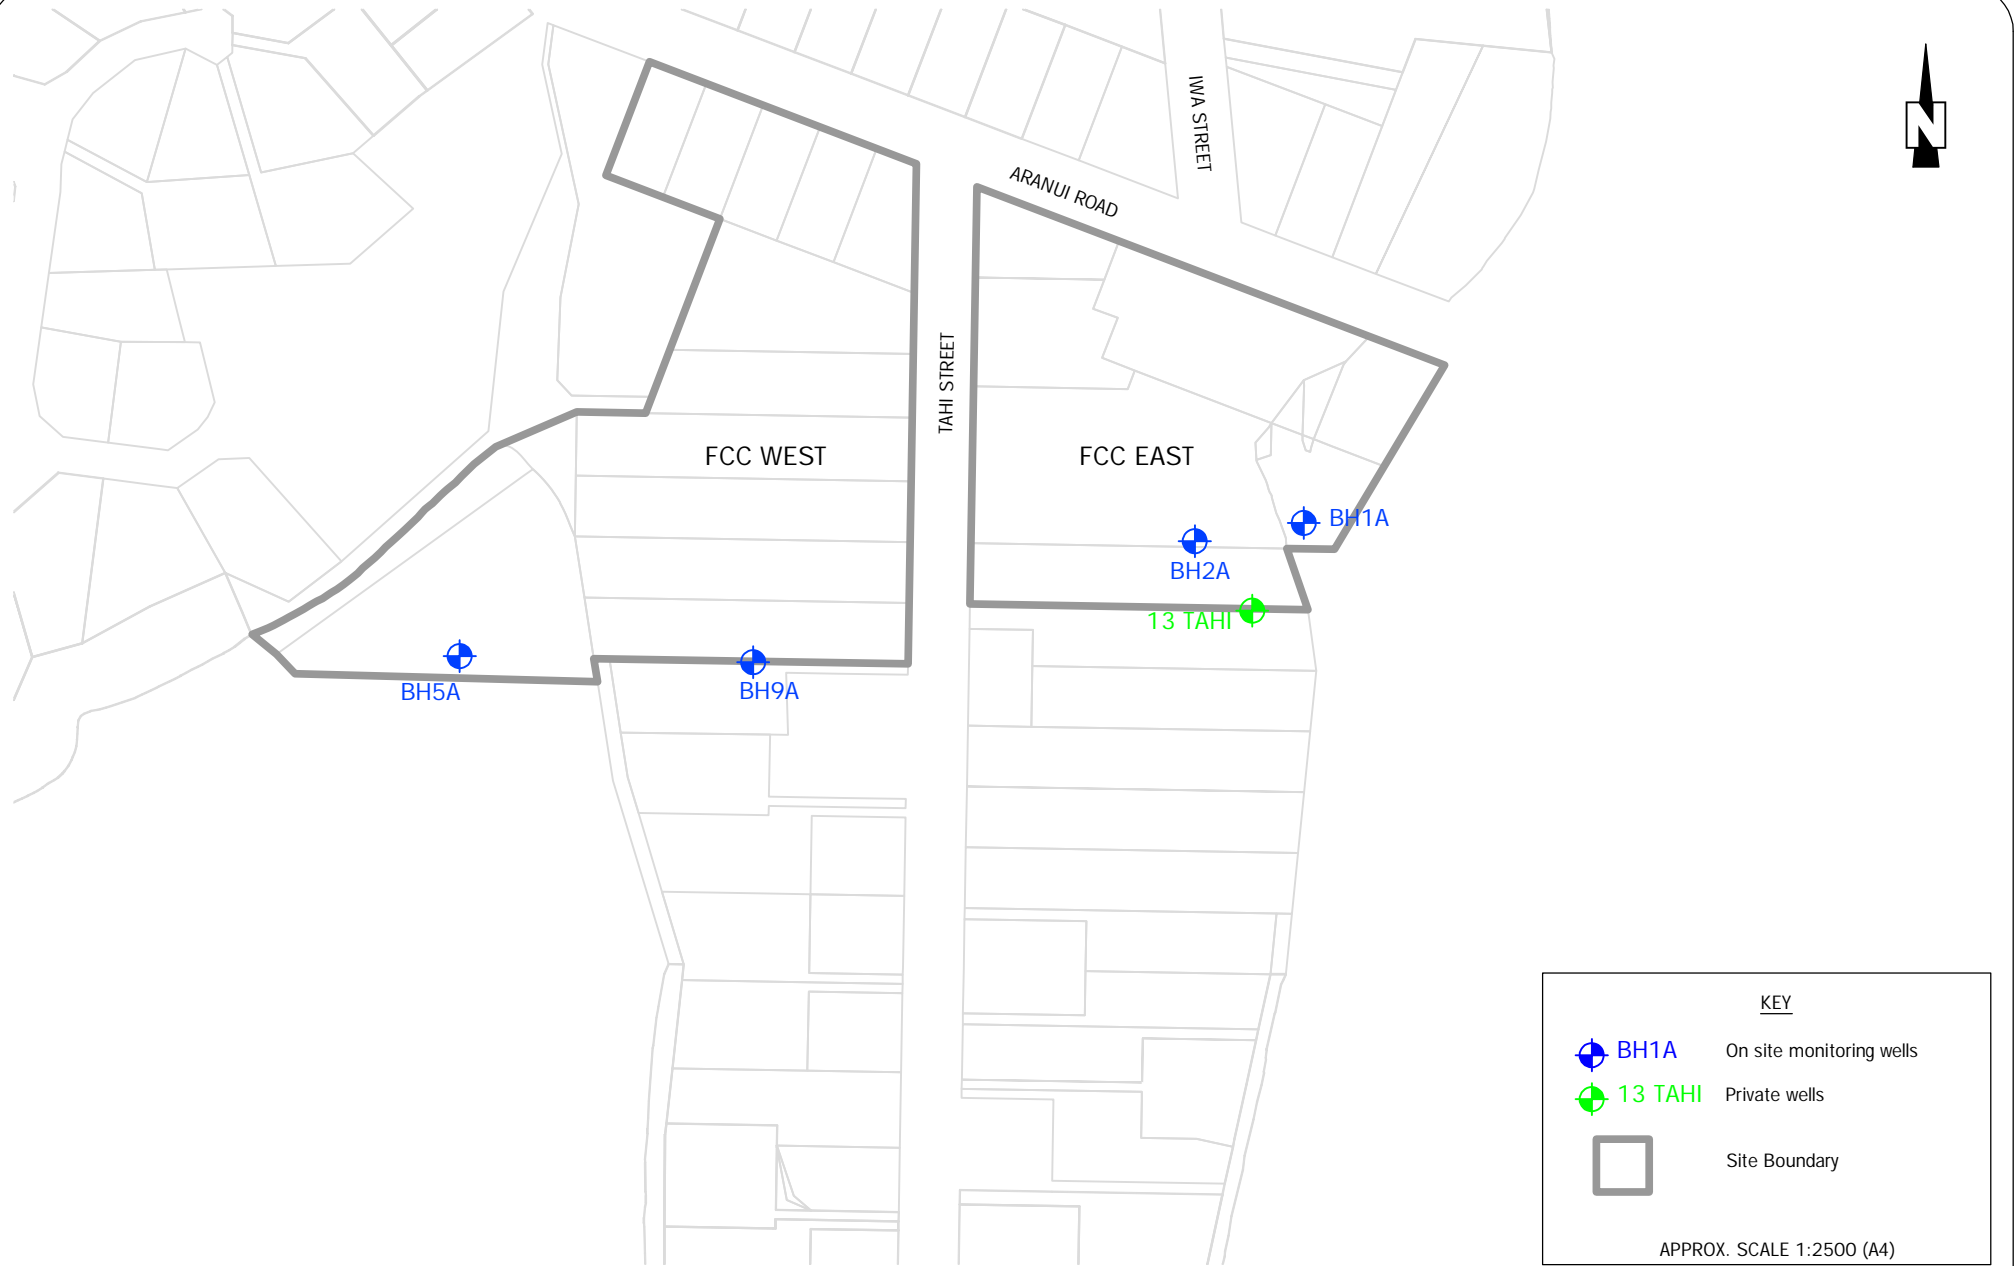 IWA STREET
N
ARANUI ROAD
TAHI STREET
FCC WEST
FCC EAST
BH1A
BH2A
13 TAHI
BH5A
BH9A
KEY
BH1A On site monitoring wells
13 TAHI Private wells
Site Boundary
APPROX. SCALE 1:2500 (A4)